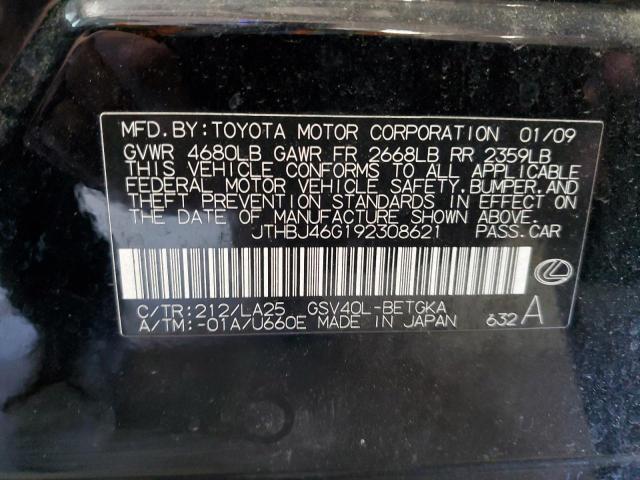 MFD. BY: TOYOTA MOTOR CORPORATION 01/09
GVWR 4680LB GAWR FR 2668LB RR 2359LB
THIS VEHICLE CONFORMS TO ALL APPLICABLE
FEDERAL MOTOR VEHICLE SAFETY, BUMPER, AND
THEFT PREVENTION STANDARDS IN EFFECT ON
THE DATE OF MANUFACTURE SHOWN ABOVE.
JTHBJ46G192308621 PASS. CAR
C/TR: 212/LA25 GSV40L-BETGKA
A/TM: -01A/U660E MADE IN JAPAN 632 A